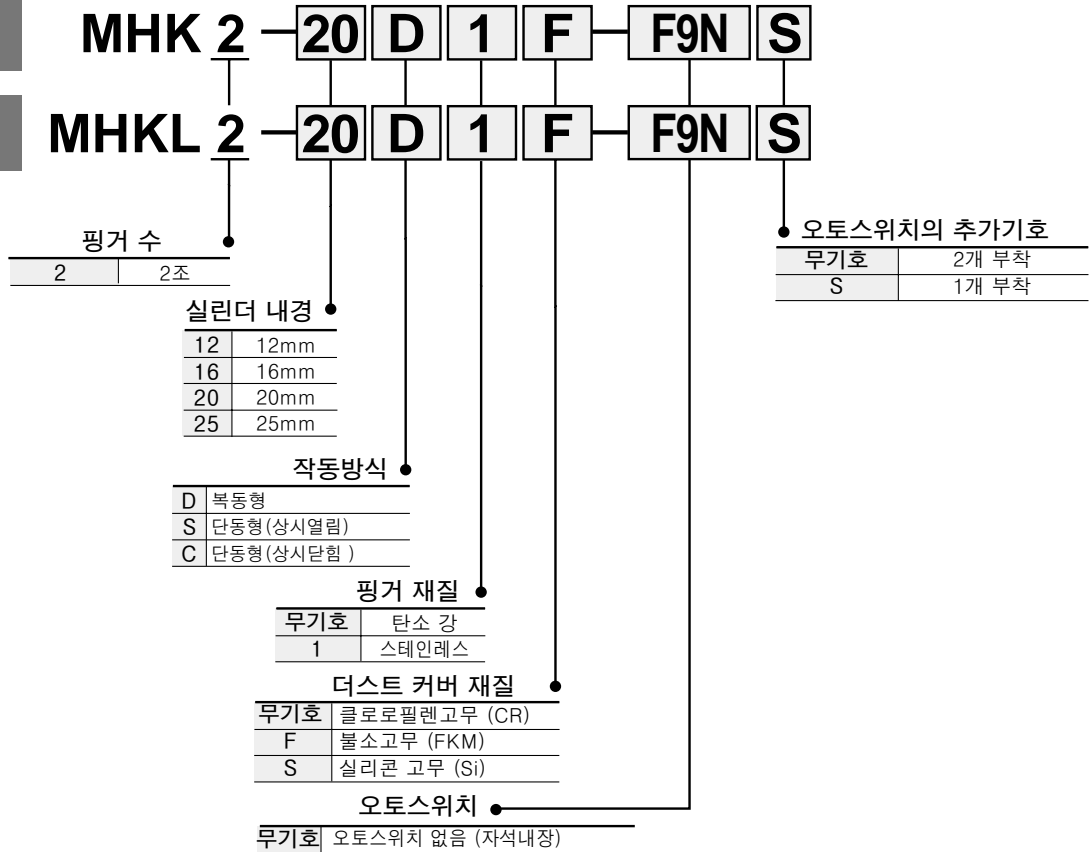 MHK 2 - 20 D 1 F - F9N S
MHKL 2 - 20 D 1 F - F9N S
핑거 수
2 2조
오토스위치의 추가기호
무기호 2개 부착
S 1개 부착
실린더 내경
12 12mm
16 16mm
20 20mm
25 25mm
작동방식
D 복동형
S 단동형(상시열림)
C 단동형(상시닫힘 )
핑거 재질
무기호 탄소 강
1 스테인레스
더스트 커버 재질
무기호 클로로필렌고무 (CR)
F 불소고무 (FKM)
S 실리콘 고무 (Si)
오토스위치
무기호 오토스위치 없음 (자석내장)